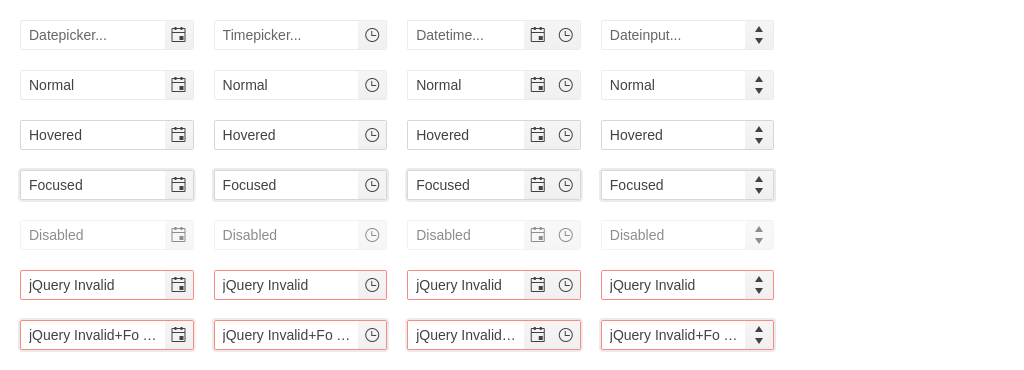 Datepicker... Timepicker... Datetime... Dateinput...
Normal Normal Normal Normal
Hovered Hovered Hovered Hovered
Focused Focused Focused Focused
Disabled Disabled Disabled Disabled
jQuery Invalid jQuery Invalid jQuery Invalid jQuery Invalid
jQuery Invalid+Fo ... jQuery Invalid+Fo ... jQuery Invalid... jQuery Invalid+Fo ...